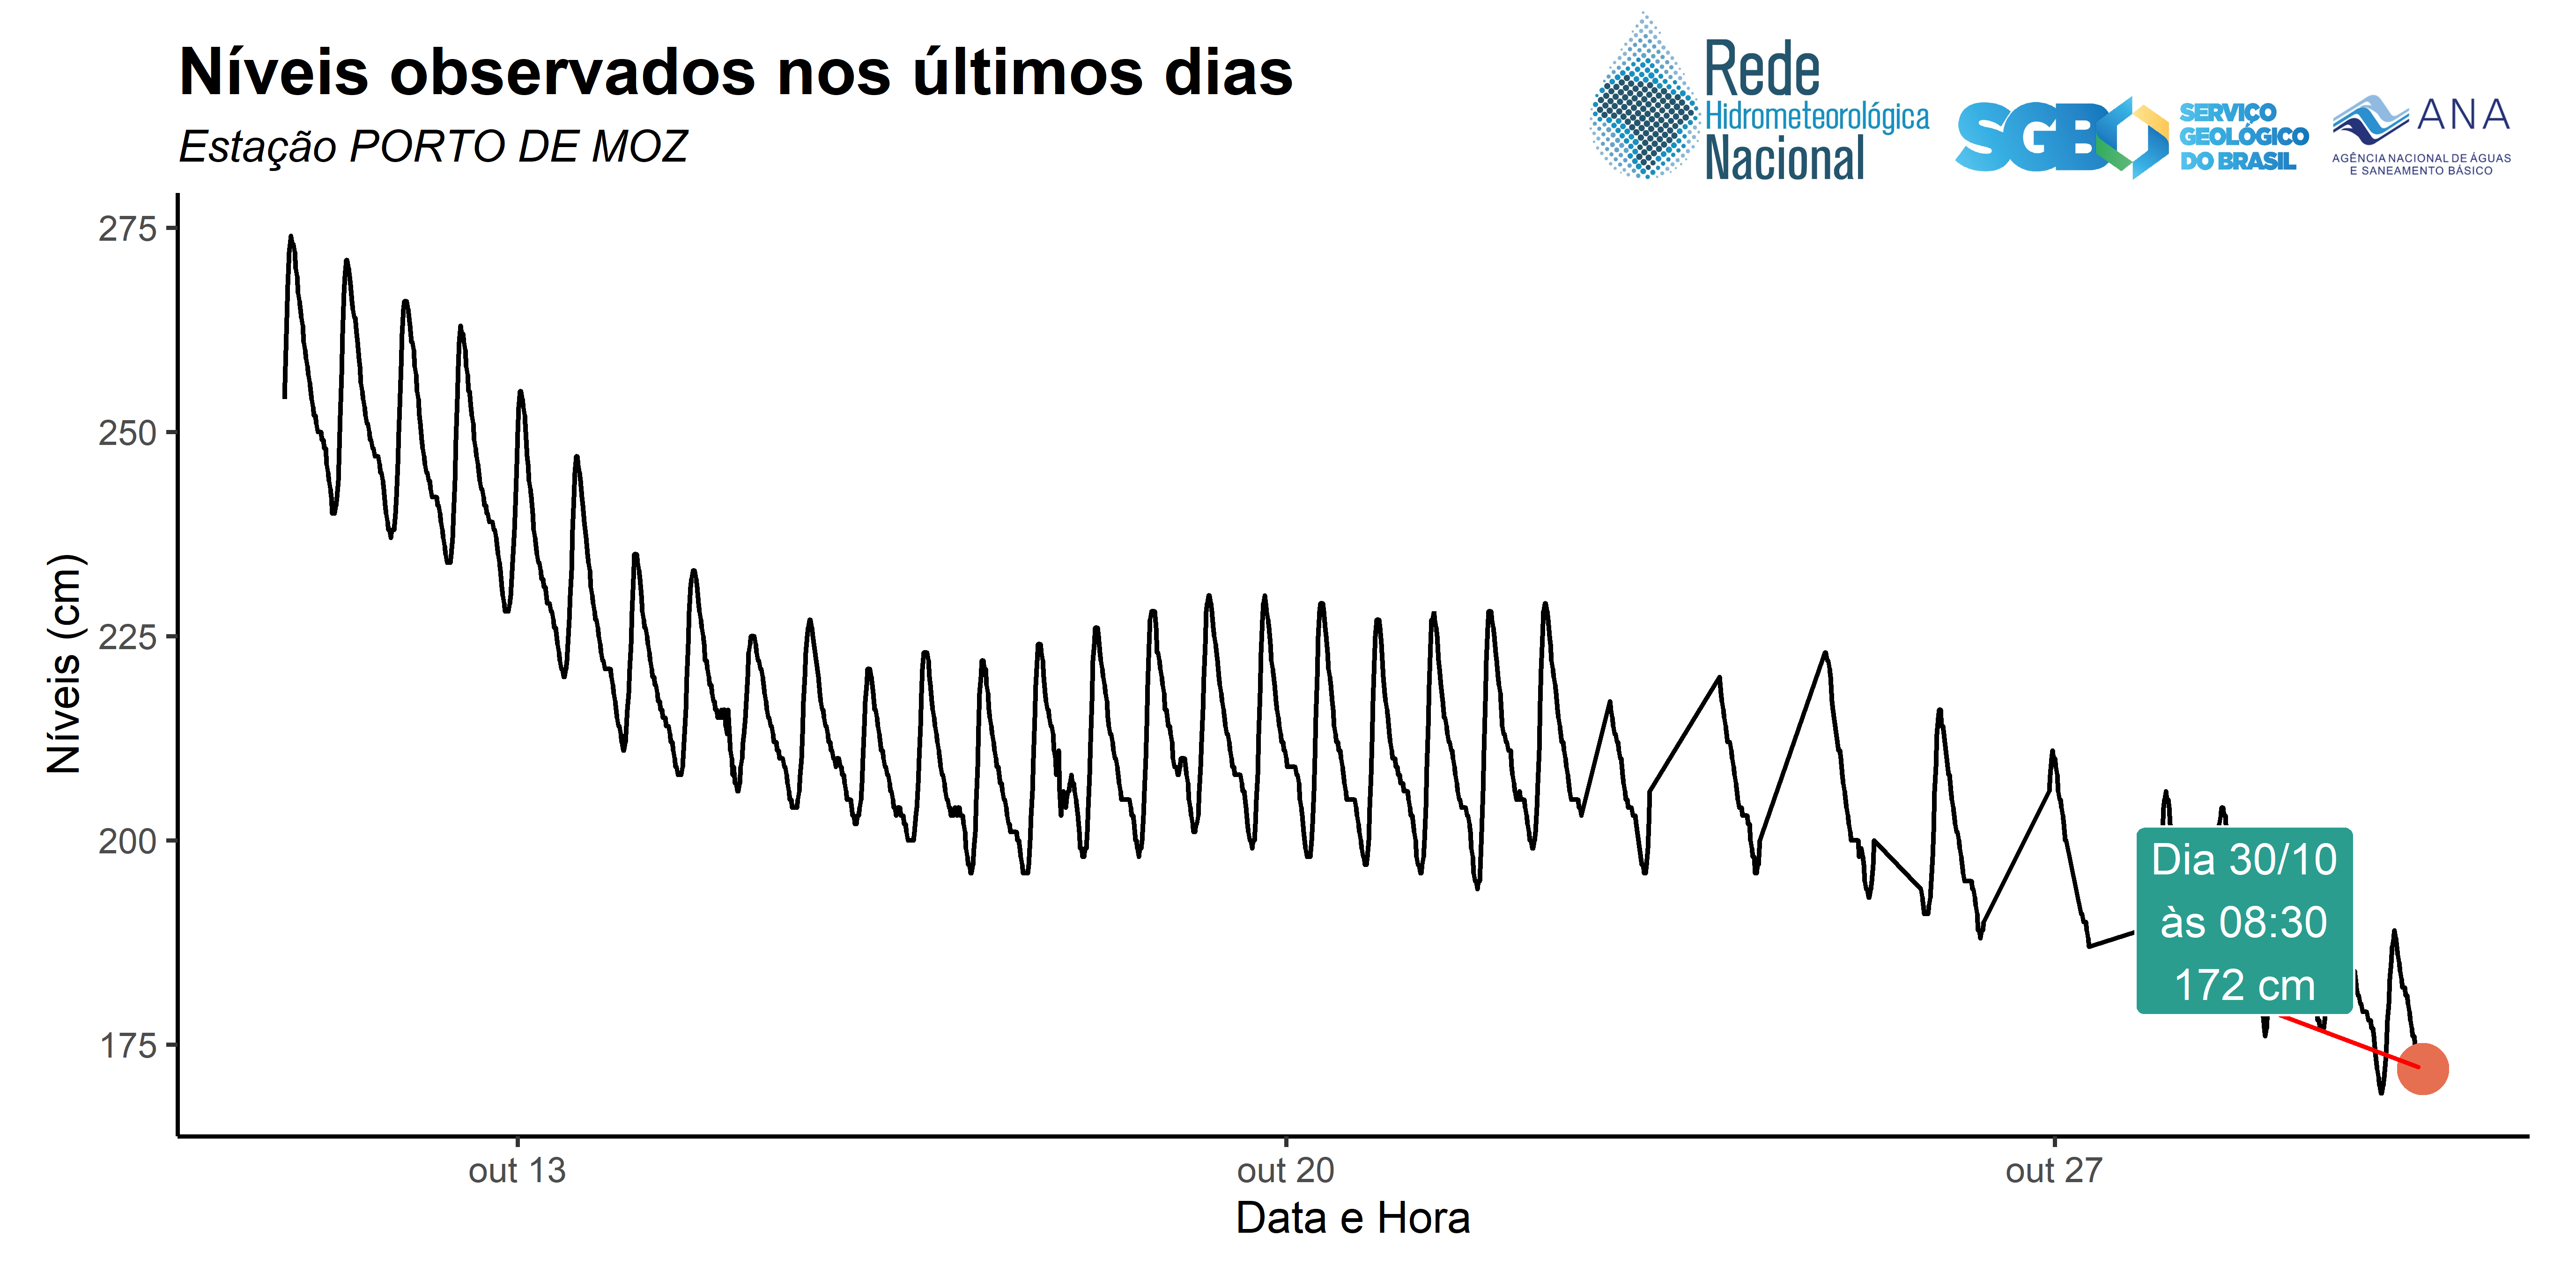 Níveis observados nos últimos dias
Estação PORTO DE MOZ
Rede
Hidrometeorológica
Nacional
SGB
SERVIÇO
GEOLÓGICO
DO BRASIL
ANA
AGÊNCIA NACIONAL DE ÁGUAS
E SANEAMENTO BÁSICO
Níveis (cm)
275
250
225
200
175
Dia 30/10
às 08:30
172 cm
out 13
out 20
out 27
Data e Hora